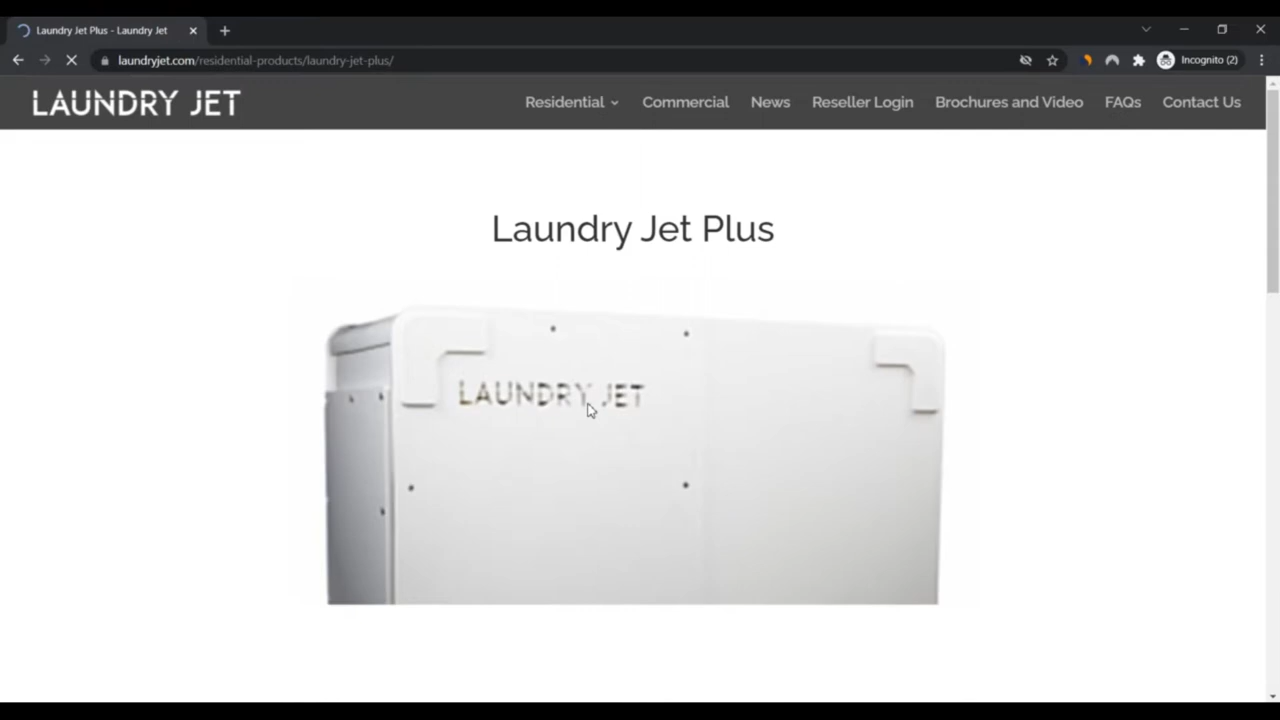 Laundry Jet Plus - Laundry Jet
laundryjet.com/residential-products/laundry-jet-plus/
Incognito (2)
LAUNDRY JET
Residential
Commercial
News
Reseller Login
Brochures and Video
FAQs
Contact Us
Laundry Jet Plus
LAUNDRY JET